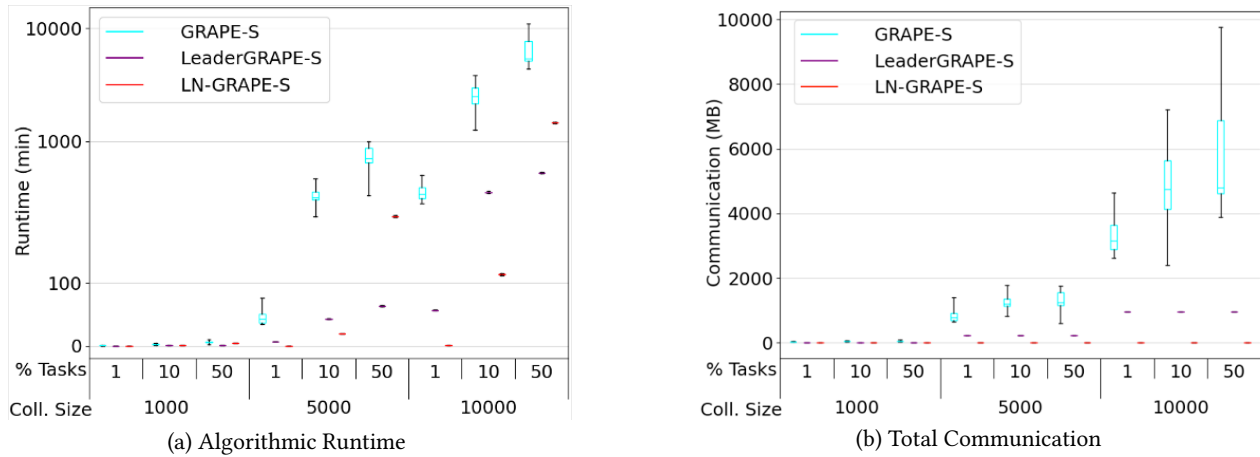 GRAPE-S
LeaderGRAPE-S
LN-GRAPE-S
Runtime (min)
10000
1000
100
0
% Tasks 1 10 50 1 10 50 1 10 50
Coll. Size 1000 5000 10000
(a) Algorithmic Runtime
GRAPE-S
LeaderGRAPE-S
LN-GRAPE-S
Communication (MB)
10000
8000
6000
4000
2000
0
% Tasks 1 10 50 1 10 50 1 10 50
Coll. Size 1000 5000 10000
(b) Total Communication